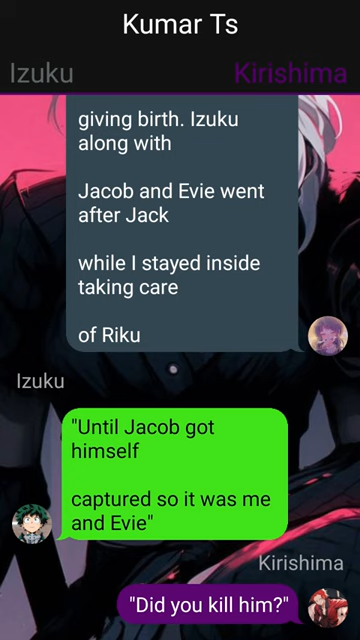 Kumar Ts
Izuku Kirishima
giving birth. Izuku
along with
Jacob and Evie went
after Jack
while I stayed inside
taking care
of Riku
Izuku
"Until Jacob got
himself
captured so it was me
and Evie"
Kirishima
"Did you kill him?"